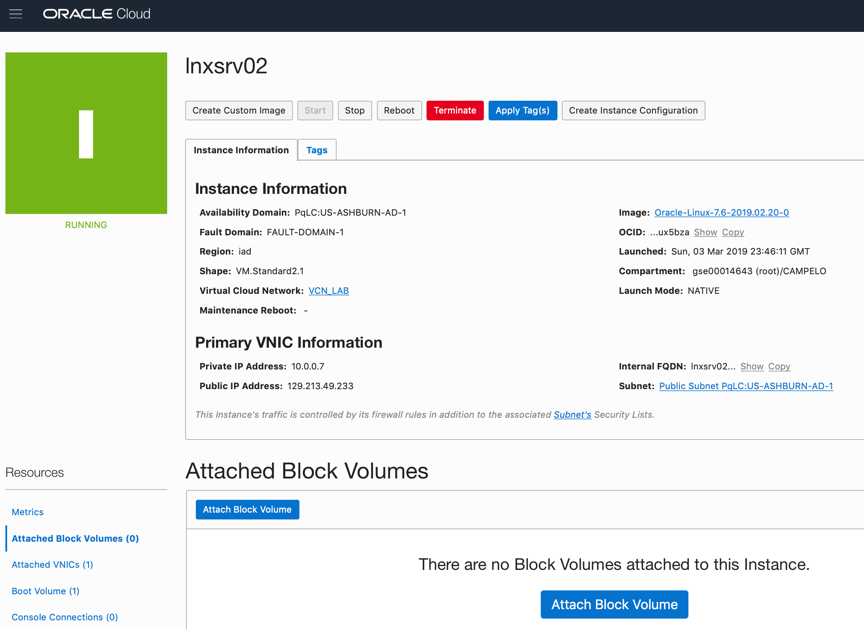 ORACLE Cloud
lnxsrv02
Create Custom Image Start Stop Reboot Terminate Apply Tag(s) Create Instance Configuration
RUNNING
Instance Information Tags
Instance Information
Availability Domain: PqLC:US-ASHBURN-AD-1
Fault Domain: FAULT-DOMAIN-1
Region: iad
Shape: VM.Standard2.1
Virtual Cloud Network: VCN_LAB
Maintenance Reboot: -
Image: Oracle-Linux-7.6-2019.02.20-0
OCID: ...ux5bza Show Copy
Launched: Sun, 03 Mar 2019 23:46:11 GMT
Compartment: gse00014643 (root)/CAMPELO
Launch Mode: NATIVE
Primary VNIC Information
Private IP Address: 10.0.0.7
Public IP Address: 129.213.49.233
Internal FQDN: lnxsrv02... Show Copy
Subnet: Public Subnet PqLC:US-ASHBURN-AD-1
This Instance's traffic is controlled by its firewall rules in addition to the associated Subnet's Security Lists.
Resources
Metrics
Attached Block Volumes (0)
Attached VNICs (1)
Boot Volume (1)
Console Connections (0)
Attached Block Volumes
Attach Block Volume
There are no Block Volumes attached to this Instance.
Attach Block Volume